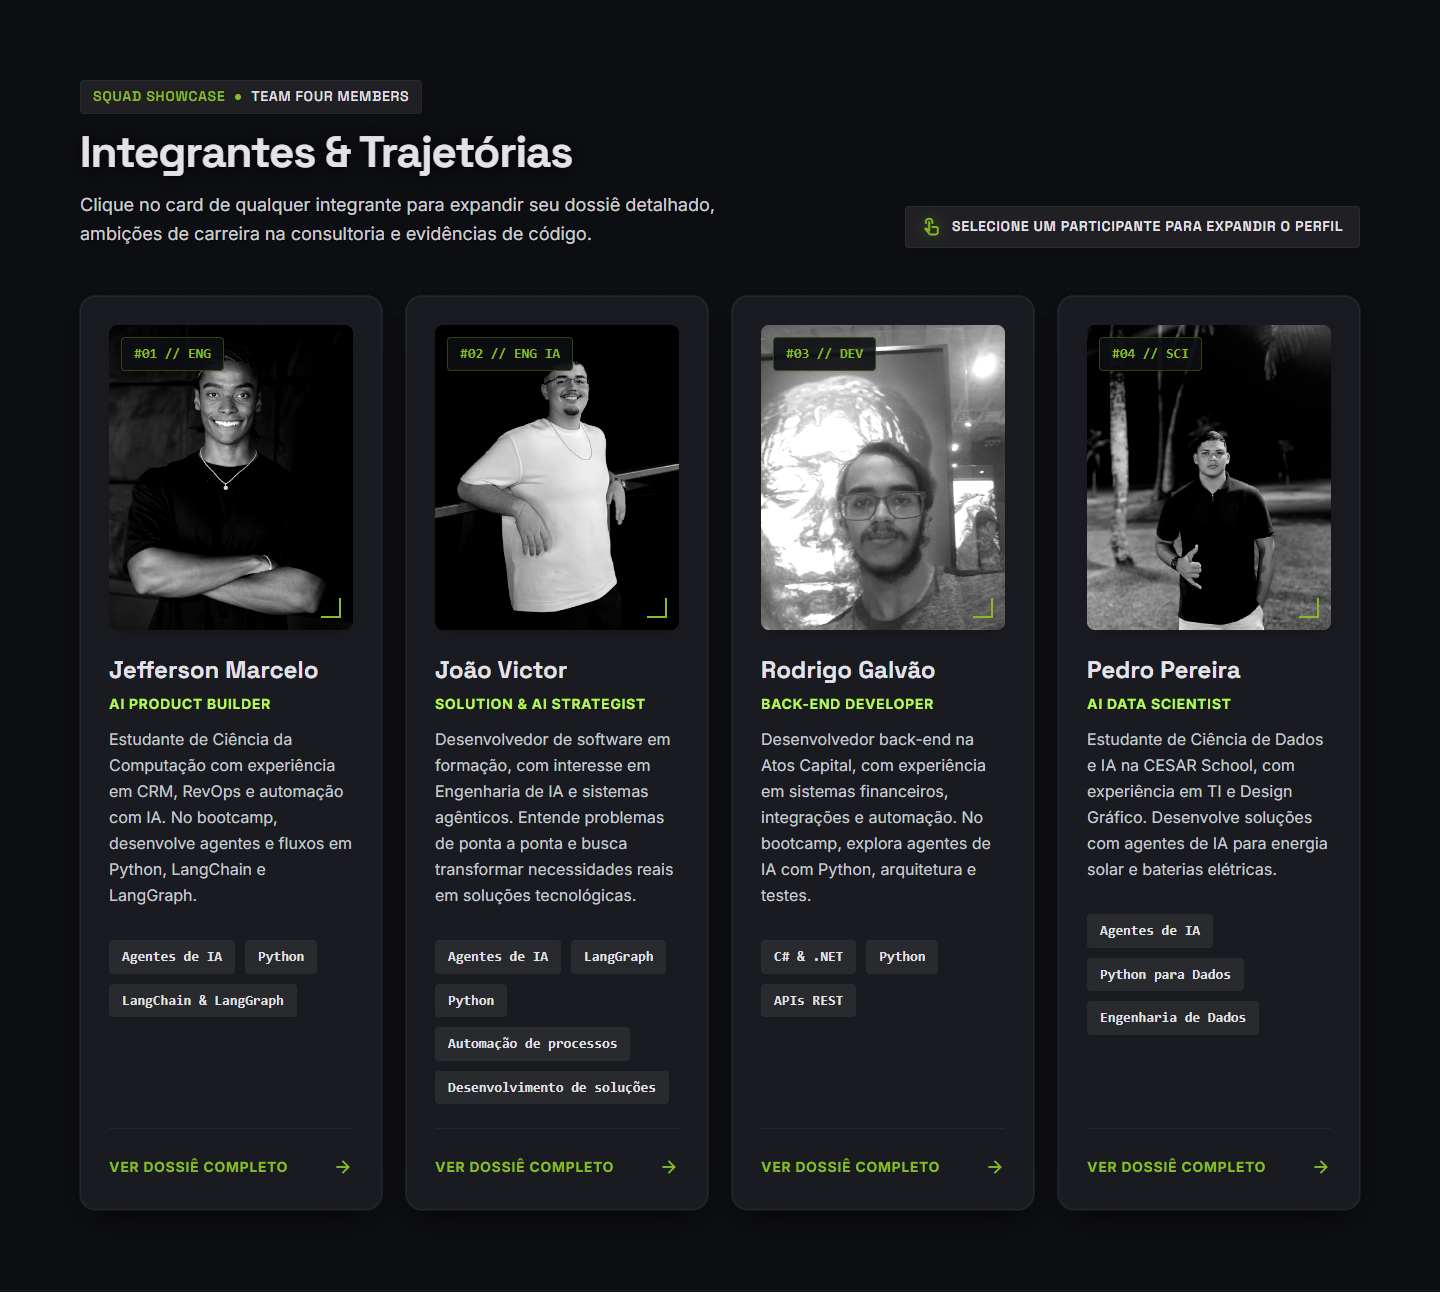 SQUAD SHOWCASE • TEAM FOUR MEMBERS
Integrantes & Trajetórias
Clique no card de qualquer integrante para expandir seu dossiê detalhado,
ambições de carreira na consultoria e evidências de código.
SELECIONE UM PARTICIPANTE PARA EXPANDIR O PERFIL
#01 // ENG
Jefferson Marcelo
AI PRODUCT BUILDER
Estudante de Ciência da
Computação com experiência
em CRM, RevOps e automação
com IA. No bootcamp,
desenvolve agentes e fluxos em
Python, LangChain e
LangGraph.
Agentes de IA
Python
LangChain & LangGraph
VER DOSSIÊ COMPLETO →
#02 // ENG IA
João Victor
SOLUTION & AI STRATEGIST
Desenvolvedor de software em
formação, com interesse em
Engenharia de IA e sistemas
agênticos. Entende problemas
de ponta a ponta e busca
transformar necessidades reais
em soluções tecnológicas.
Agentes de IA
LangGraph
Python
Automação de processos
Desenvolvimento de soluções
VER DOSSIÊ COMPLETO →
#03 // DEV
Rodrigo Galvão
BACK-END DEVELOPER
Desenvolvedor back-end na
Atos Capital, com experiência
em sistemas financeiros,
integrações e automação. No
bootcamp, explora agentes de
IA com Python, arquitetura e
testes.
C# & .NET
Python
APIs REST
VER DOSSIÊ COMPLETO →
#04 // SCI
Pedro Pereira
AI DATA SCIENTIST
Estudante de Ciência de Dados
e IA na CESAR School, com
experiência em TI e Design
Gráfico. Desenvolve soluções
com agentes de IA para energia
solar e baterias elétricas.
Agentes de IA
Python para Dados
Engenharia de Dados
VER DOSSIÊ COMPLETO →